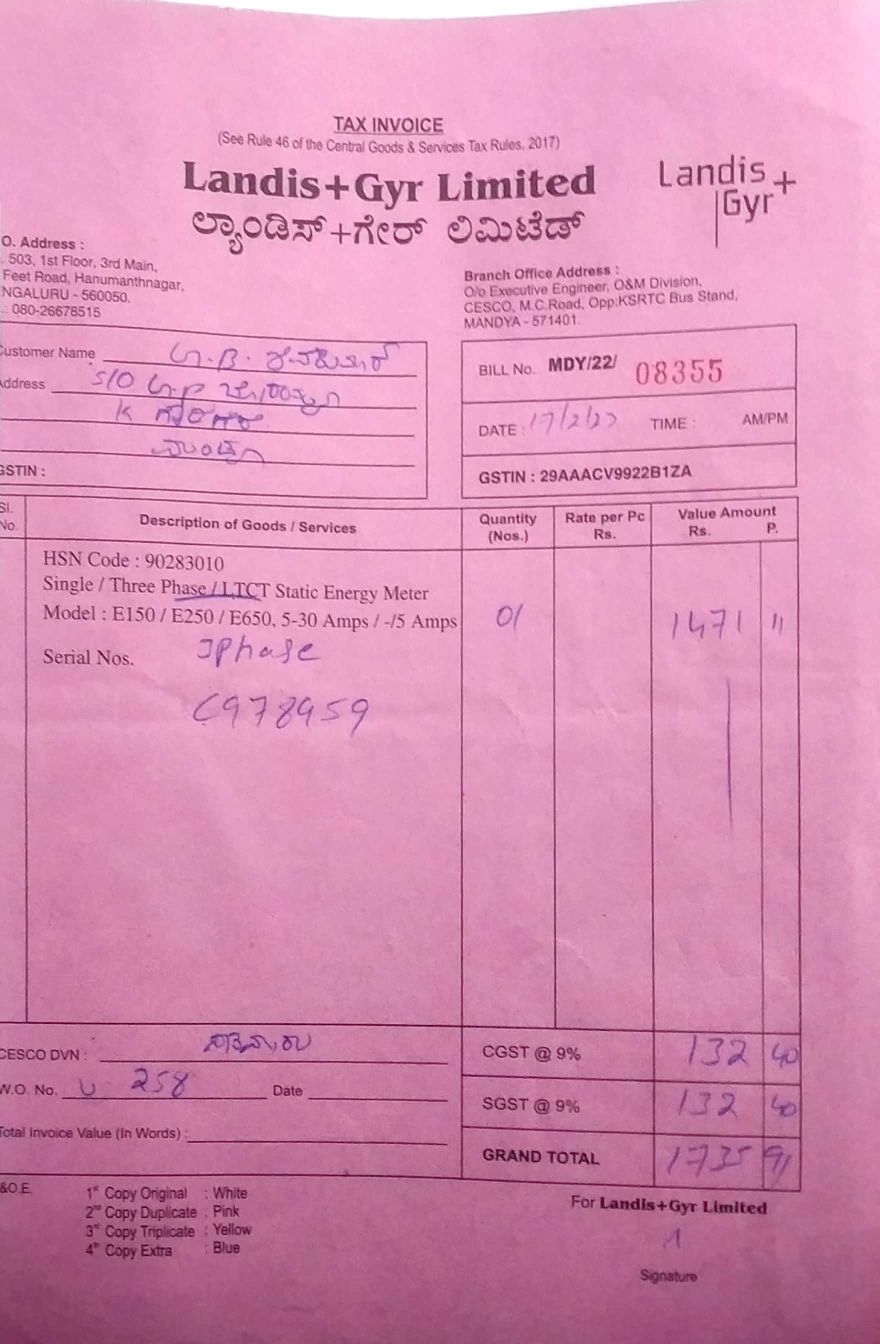 TAX INVOICE
(See Rule 46 of the Central Goods & Services Tax Rules, 2017)
Landis+Gyr Limited
Landis+
Gyr
ಲ್ಯಾಂಡಿಸ್+ಗೇರ್ ಲಿಮಿಟೆಡ್
O. Address :
503, 1st Floor, 3rd Main,
Feet Road, Hanumanthnagar,
NGALURU - 560050.
: 080-26678515
Branch Office Address :
O/o Executive Engineer, O&M Division,
CESCO, M.C.Road, Opp:KSRTC Bus Stand,
MANDYA - 571401.
Customer Name
Address S/O
K
GSTIN :
BILL No. MDY/22/ 08355
DATE : 17/2/23 TIME : AM/PM
GSTIN : 29AAACV9922B1ZA
Sl. No. Description of Goods / Services Quantity (Nos.) Rate per Pc Rs. Value Amount Rs. P.
HSN Code : 90283010
Single / Three Phase / LTCT Static Energy Meter
Model : E150 / E250 / E650, 5-30 Amps / -/5 Amps 01 1471 11
Serial Nos. 3phase
C978959
CESCO DVN :
CGST @ 9% 132 40
W.O. No. 258 Date
SGST @ 9% 132 40
Total Invoice Value (In Words) :
GRAND TOTAL 1735 91
&O.E.
1st Copy Original : White
2nd Copy Duplicate : Pink
3rd Copy Triplicate : Yellow
4th Copy Extra : Blue
For Landis+Gyr Limited
Signature